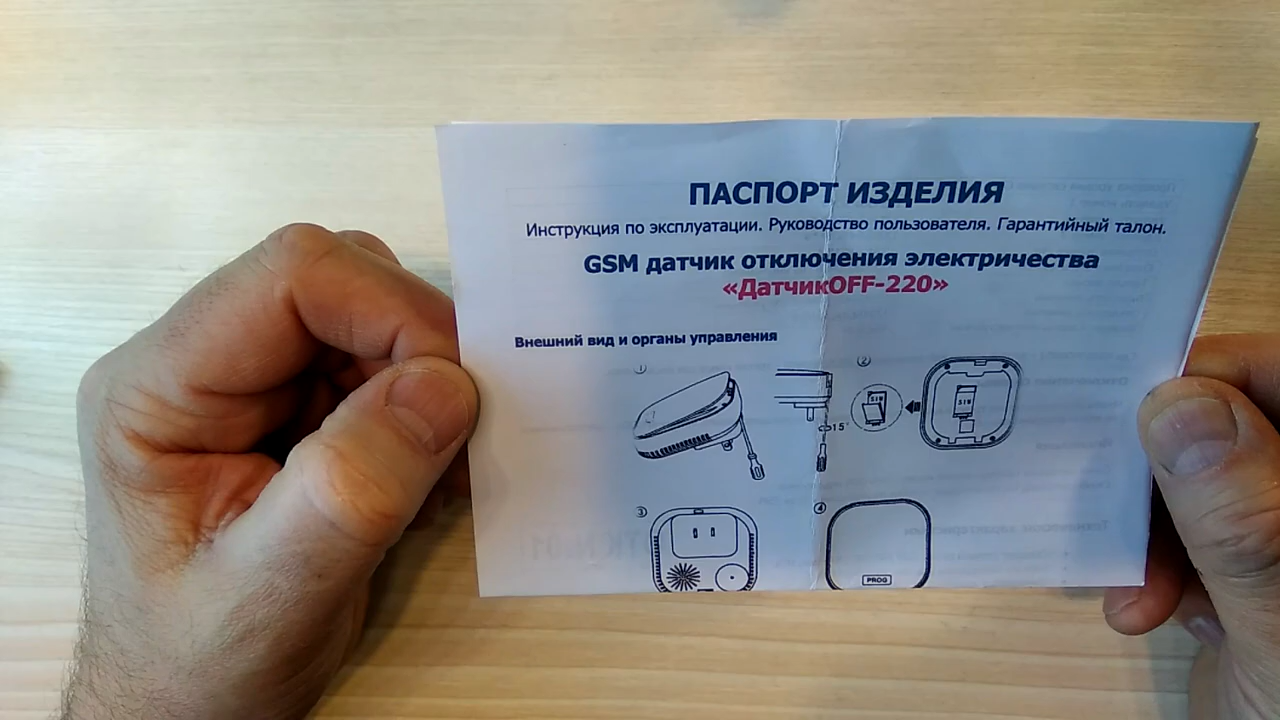 ПАСПОРТ ИЗДЕЛИЯ
Инструкция по эксплуатации. Руководство пользователя. Гарантийный талон.
GSM датчик отключения электричества
«ДатчикOFF-220»
Внешний вид и органы управления
1
2
SIM
SIM
15°
3
4
PROG